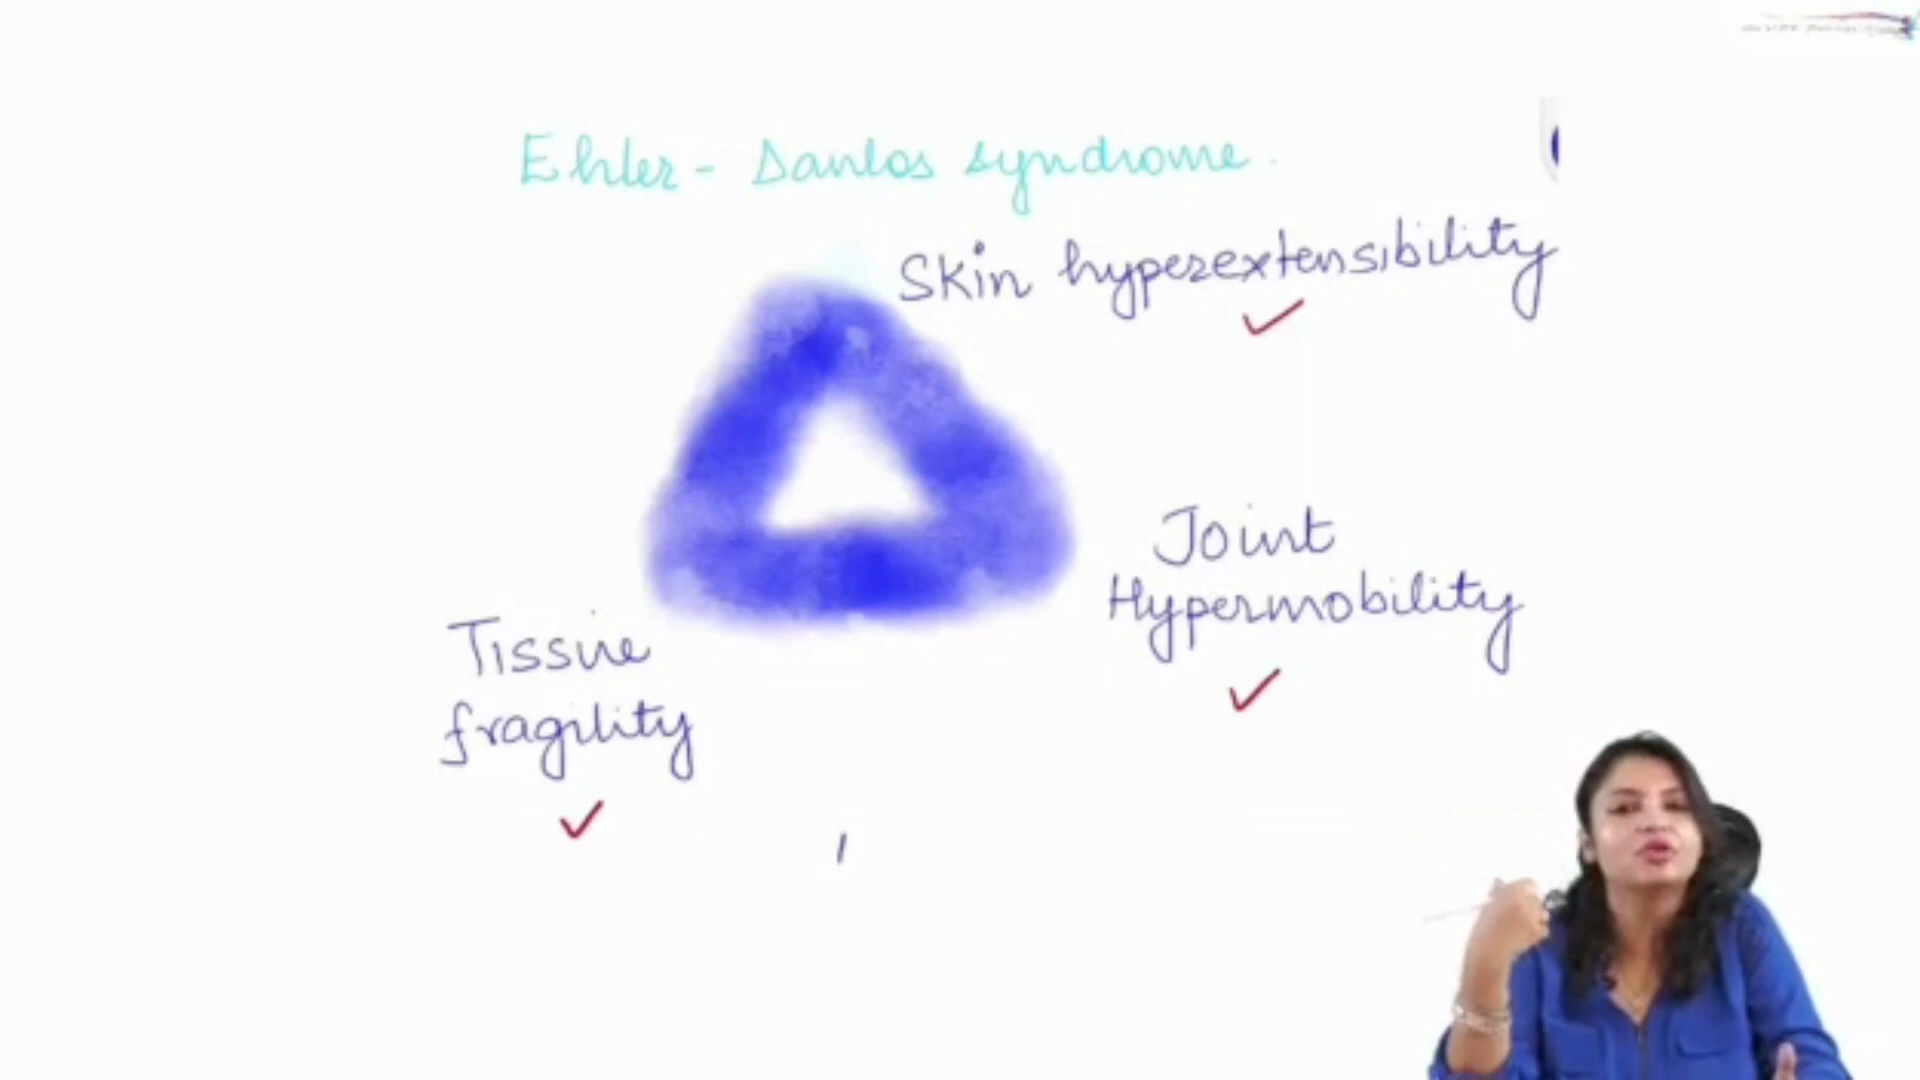 Ehler - Danlos syndrome.
Skin hyperextensibility
Joint
Hypermobility
Tissue
fragility